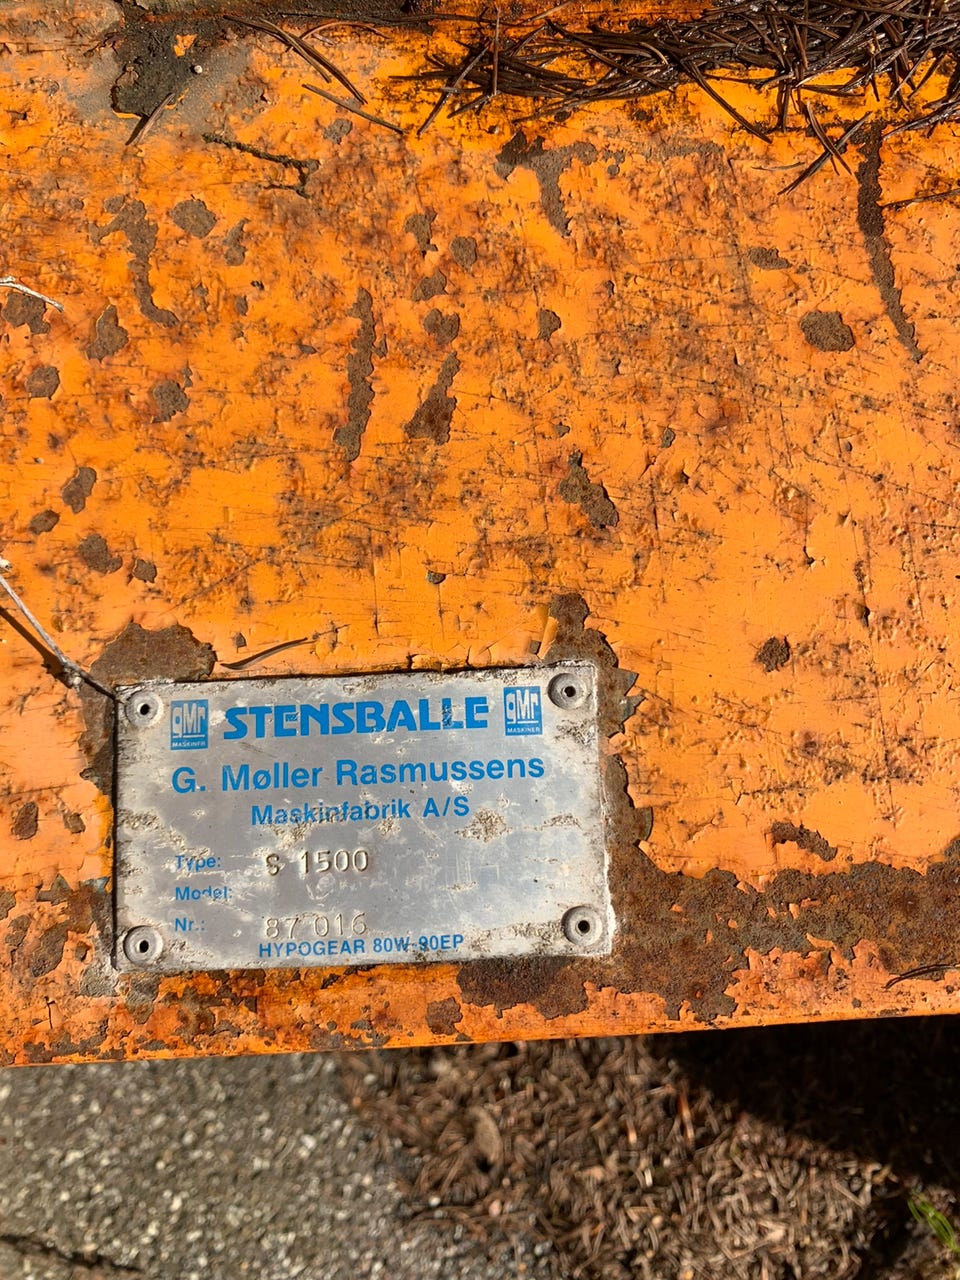 gMr MASKINER STENSBALLE gMr MASKINER
G. Møller Rasmussens
Maskinfabrik A/S
Type: S 1500
Model:
Nr.: 87 016
HYPOGEAR 80W-90EP